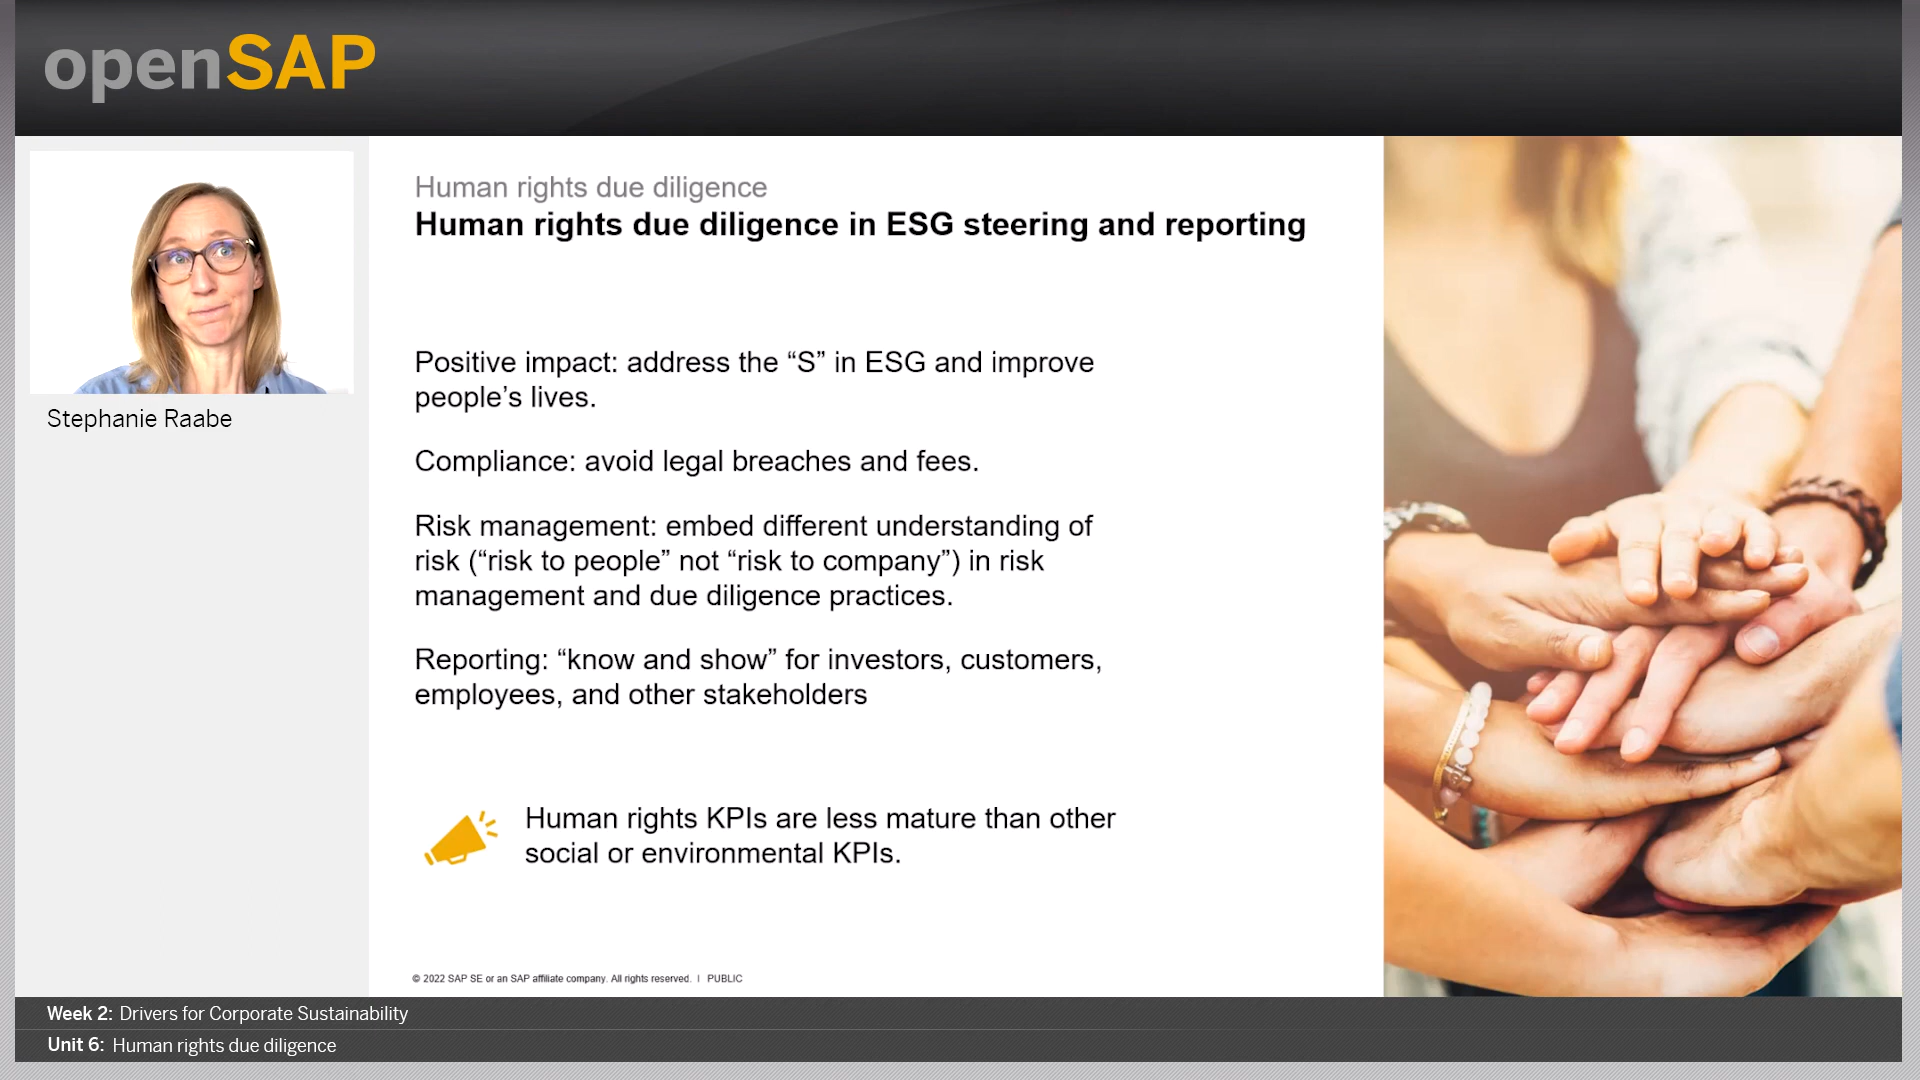 openSAP
Stephanie Raabe
Human rights due diligence
Human rights due diligence in ESG steering and reporting
Positive impact: address the “S” in ESG and improve
people’s lives.
Compliance: avoid legal breaches and fees.
Risk management: embed different understanding of
risk (“risk to people” not “risk to company”) in risk
management and due diligence practices.
Reporting: “know and show” for investors, customers,
employees, and other stakeholders
Human rights KPIs are less mature than other
social or environmental KPIs.
© 2022 SAP SE or an SAP affiliate company. All rights reserved. | PUBLIC
Week 2: Drivers for Corporate Sustainability
Unit 6: Human rights due diligence